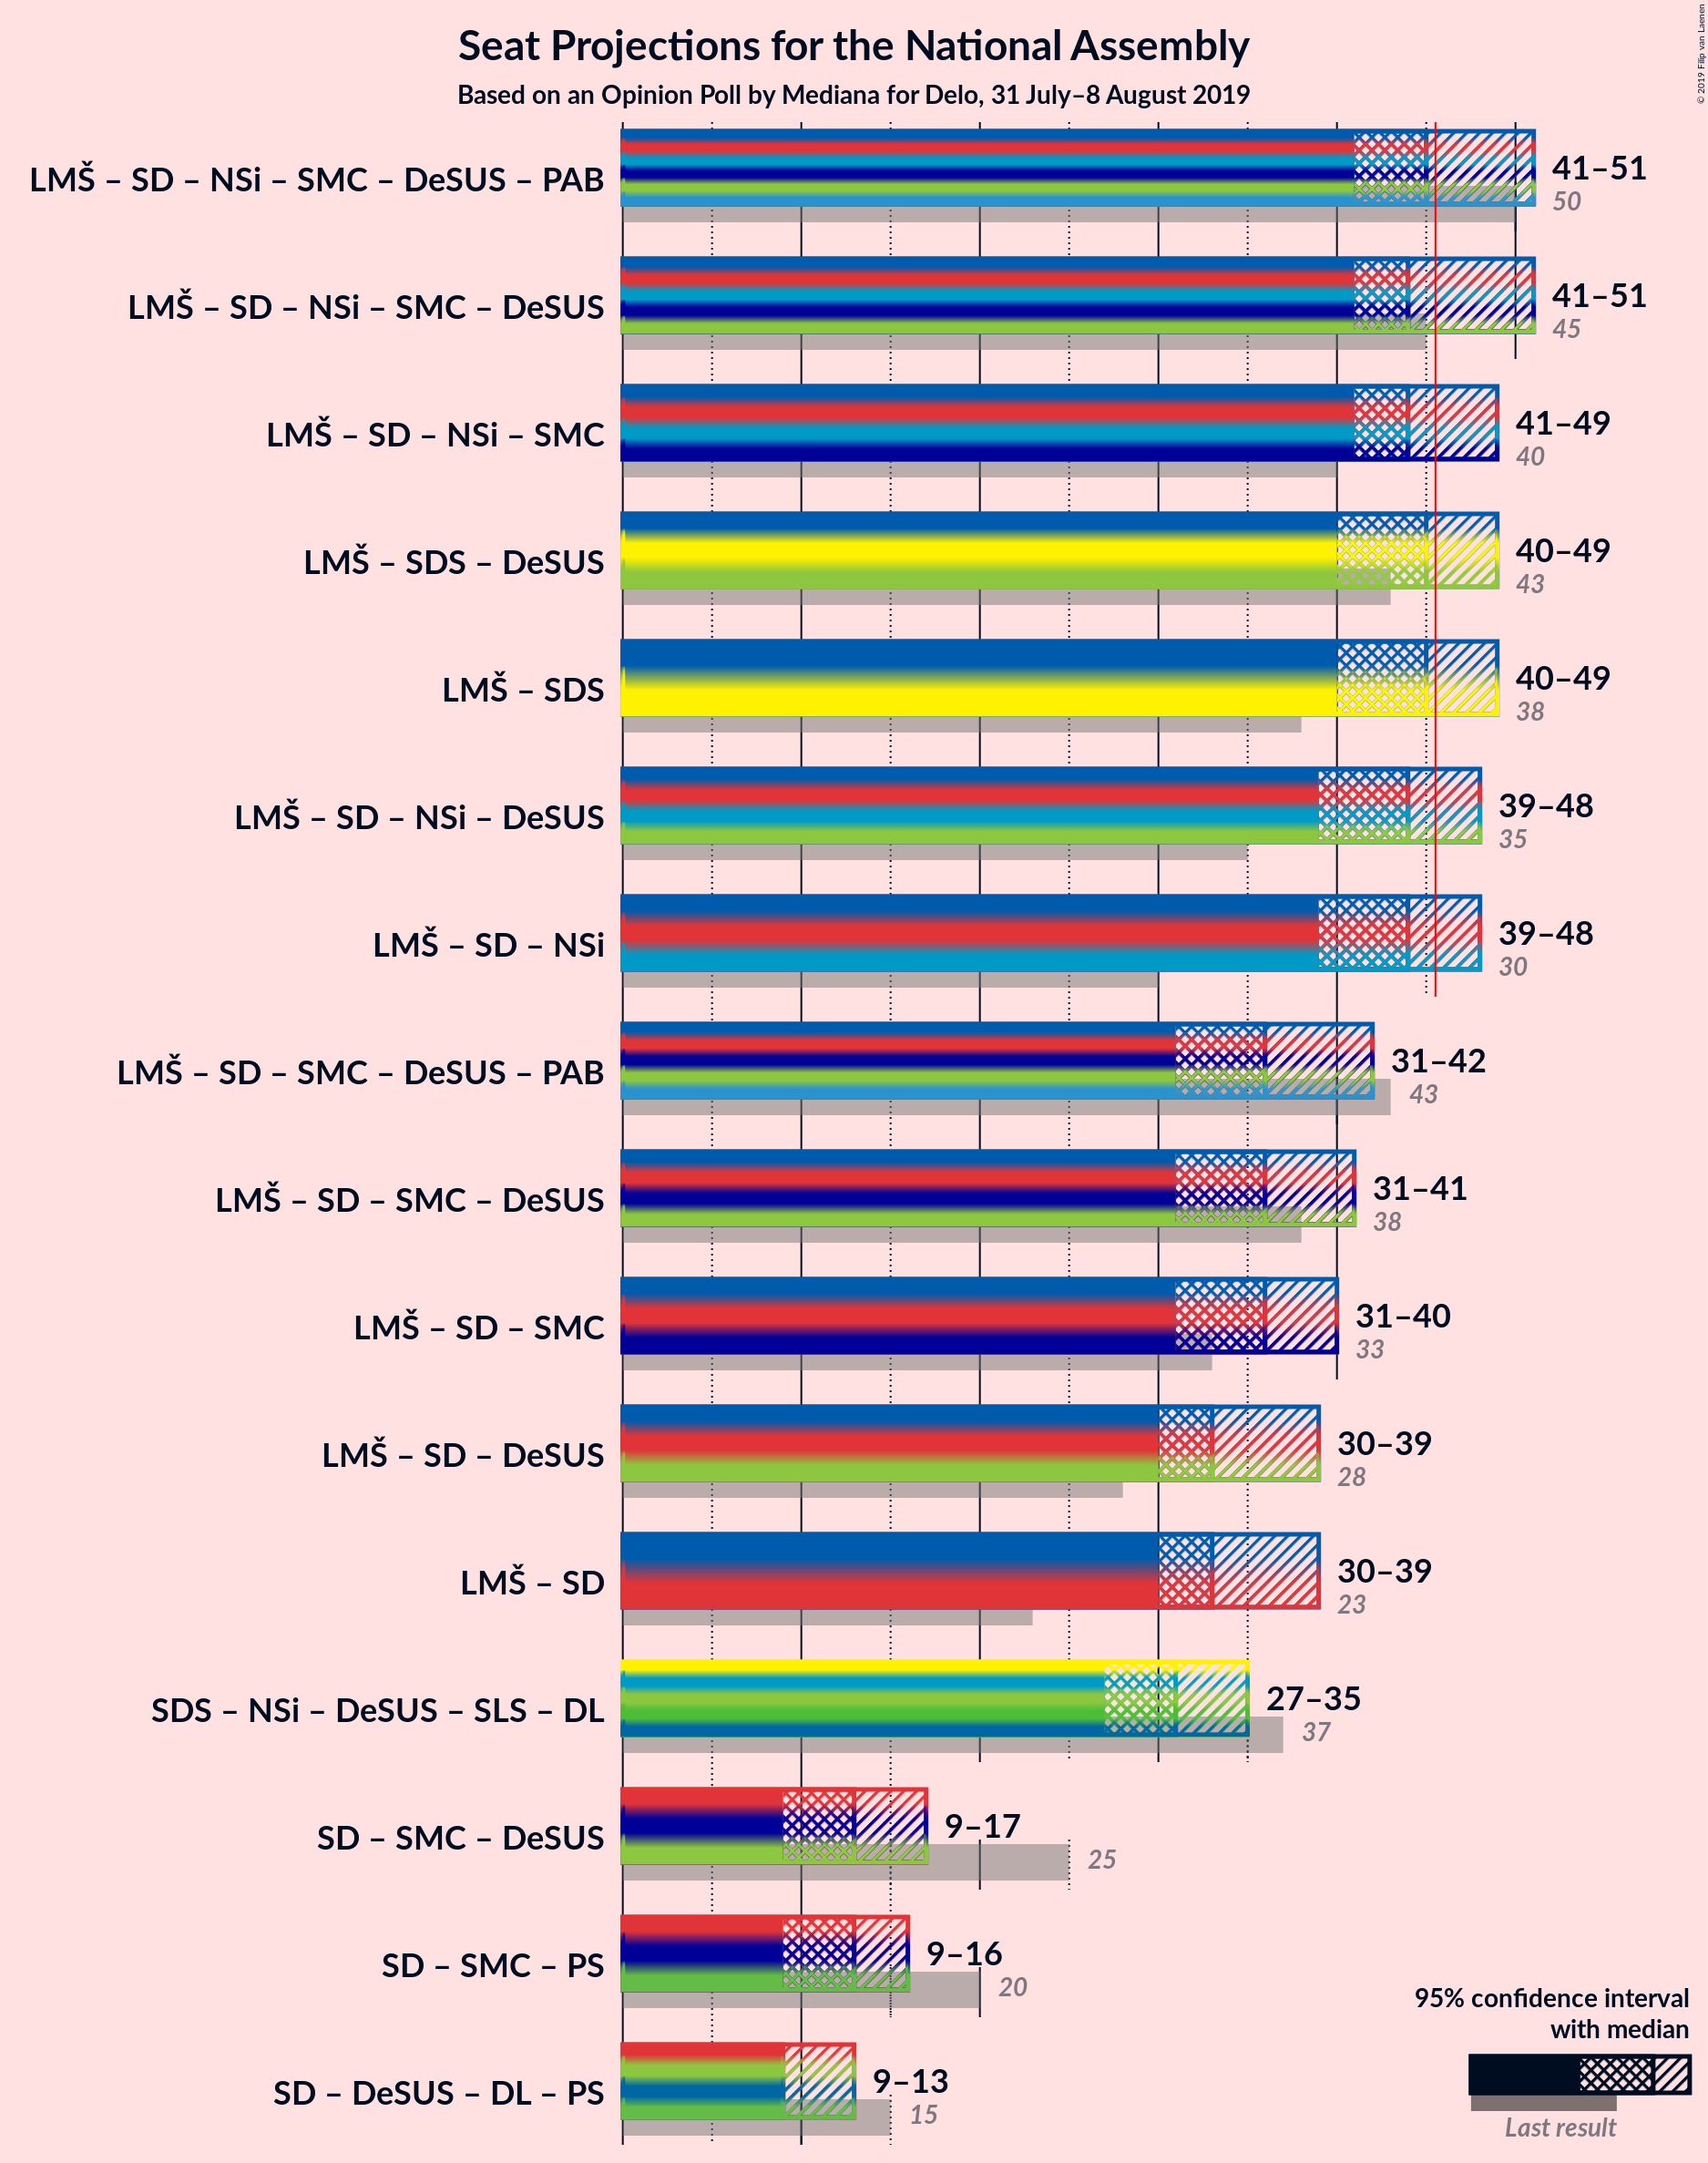 Seat Projections for the National Assembly
Based on an Opinion Poll by Mediana for Delo, 31 July–8 August 2019
© 2019 Filip van Laenen
LMŠ – SD – NSi – SMC – DeSUS – PAB
41–51
50
LMŠ – SD – NSi – SMC – DeSUS
41–51
45
LMŠ – SD – NSi – SMC
41–49
40
LMŠ – SDS – DeSUS
40–49
43
LMŠ – SDS
40–49
38
LMŠ – SD – NSi – DeSUS
39–48
35
LMŠ – SD – NSi
39–48
30
LMŠ – SD – SMC – DeSUS – PAB
31–42
43
LMŠ – SD – SMC – DeSUS
31–41
38
LMŠ – SD – SMC
31–40
33
LMŠ – SD – DeSUS
30–39
28
LMŠ – SD
30–39
23
SDS – NSi – DeSUS – SLS – DL
27–35
37
SD – SMC – DeSUS
9–17
25
SD – SMC – PS
9–16
20
SD – DeSUS – DL – PS
9–13
15
95% confidence interval
with median
Last result